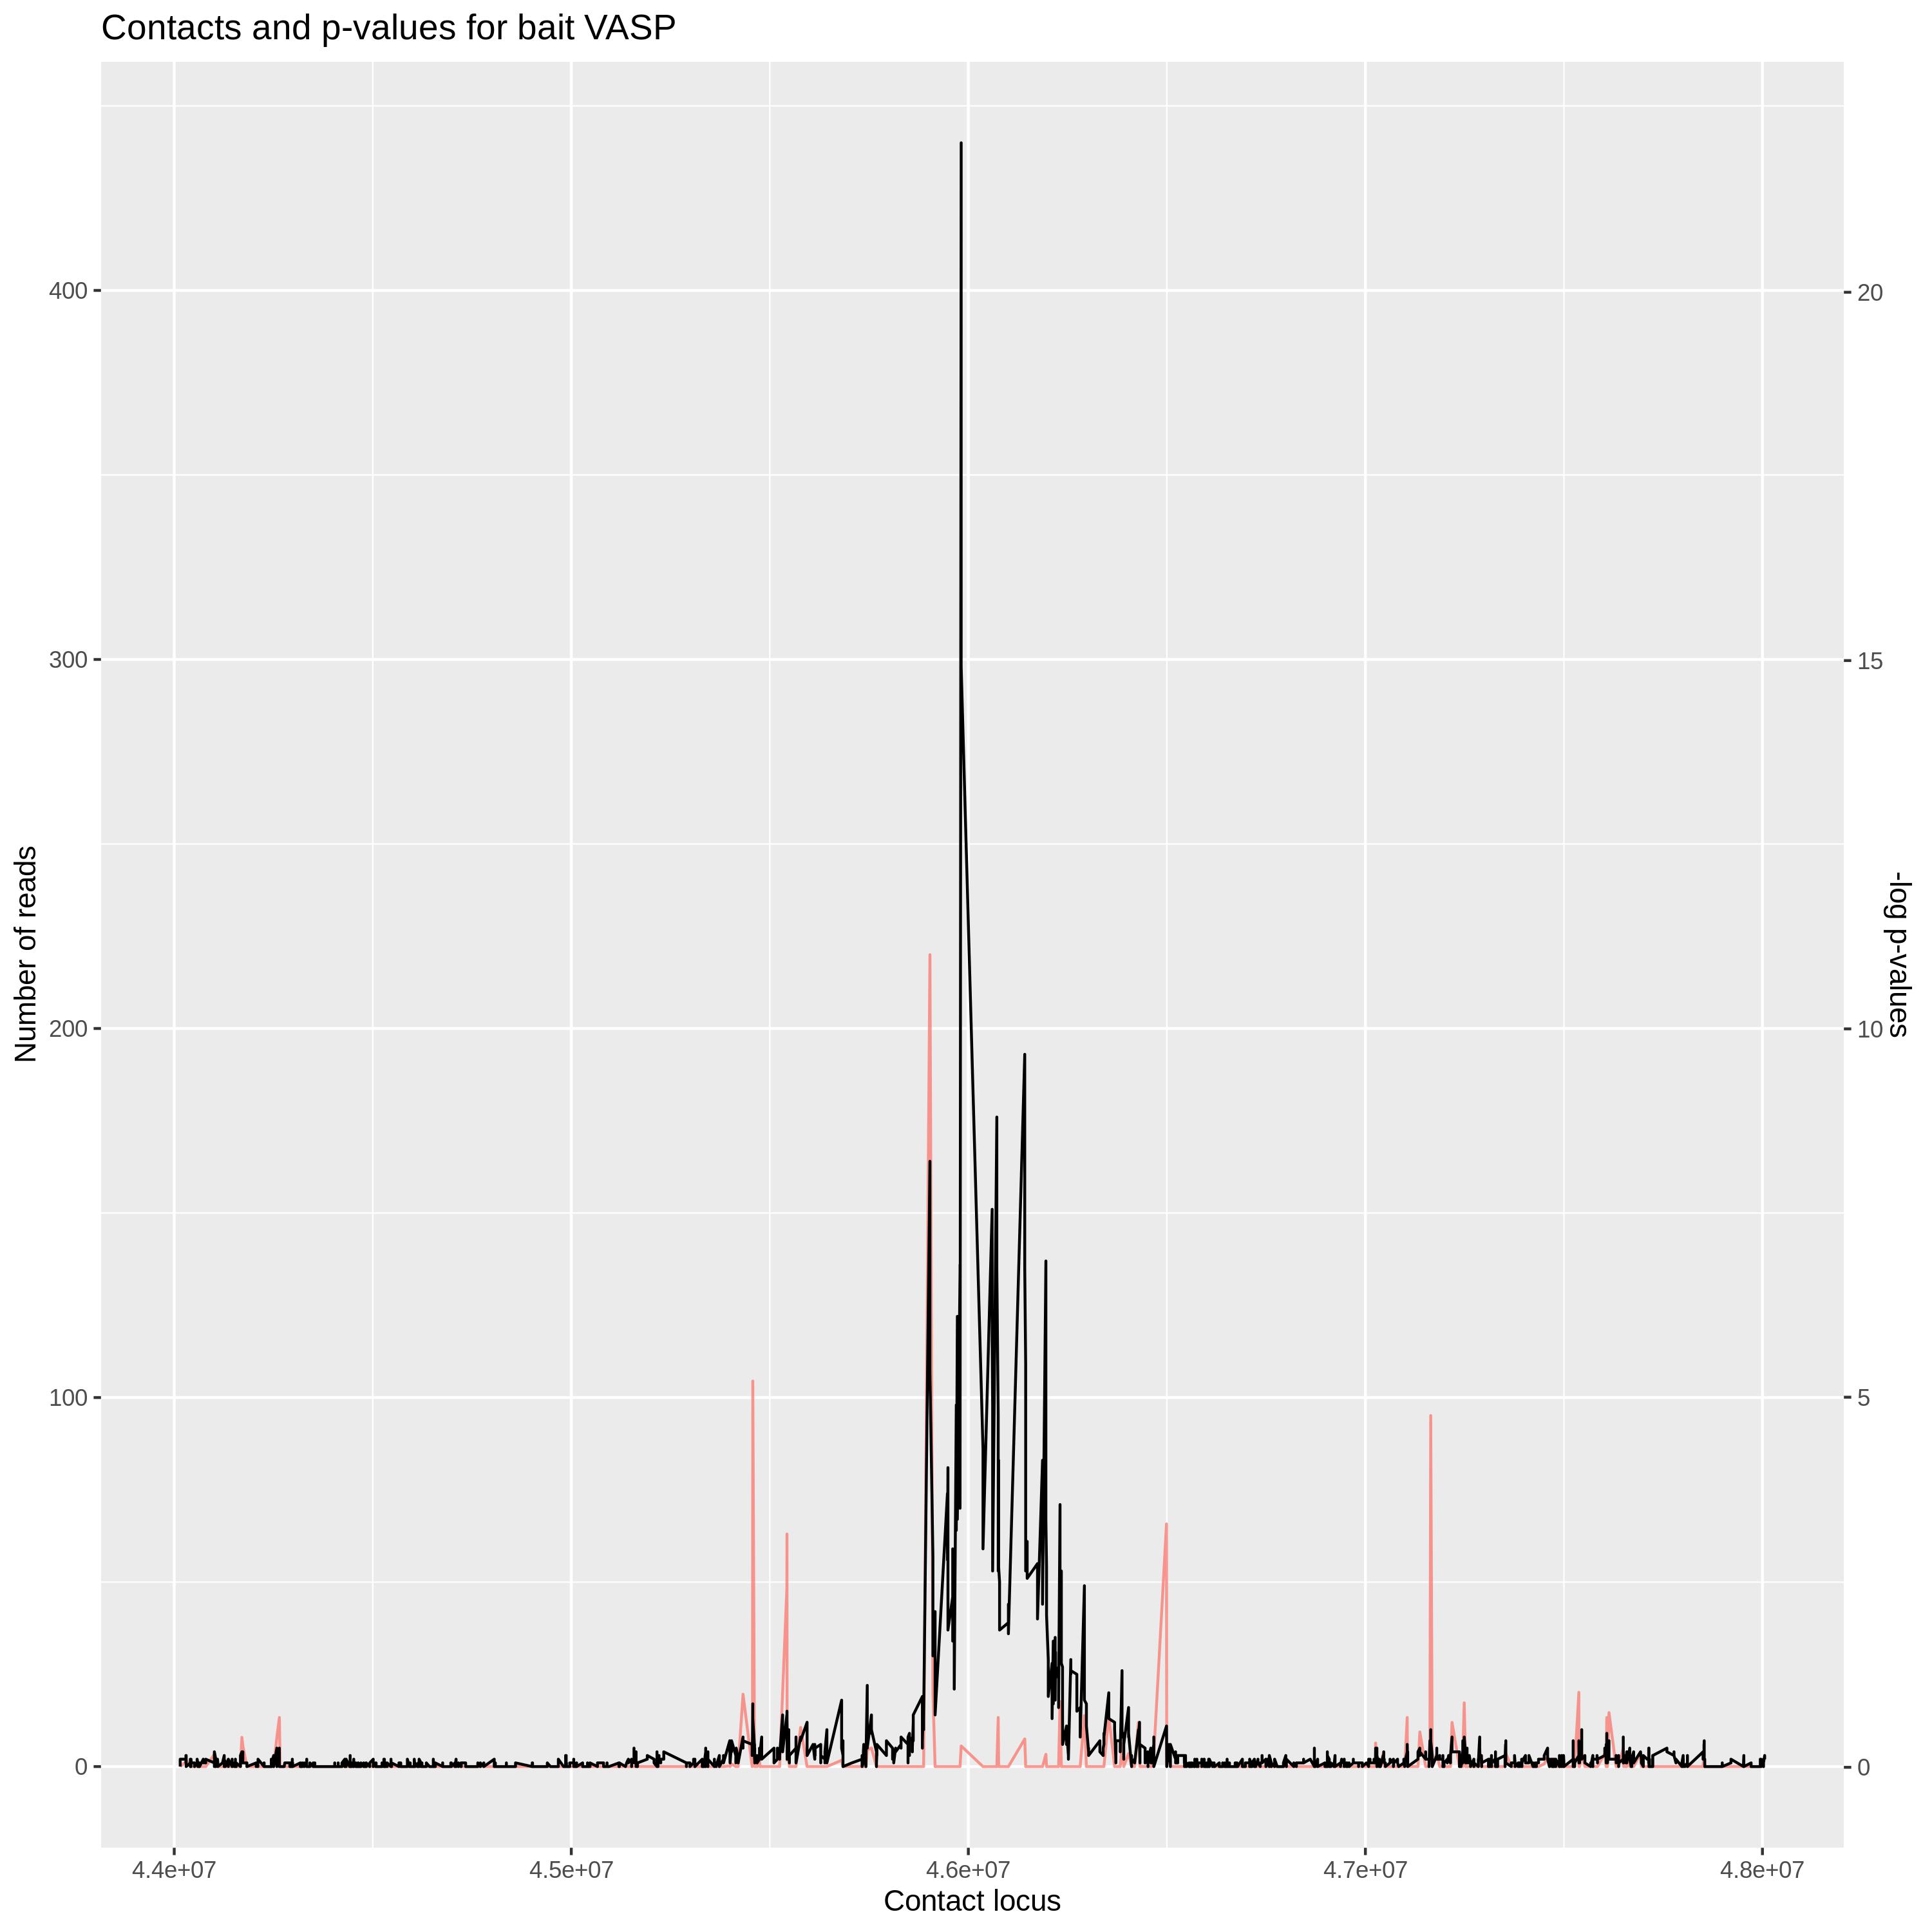 Contacts and p-values for bait VASP
Number of reads
400
300
200
100
0
20
15
10
5
0
-log p-values
4.4e+07 4.5e+07 4.6e+07 4.7e+07 4.8e+07
Contact locus